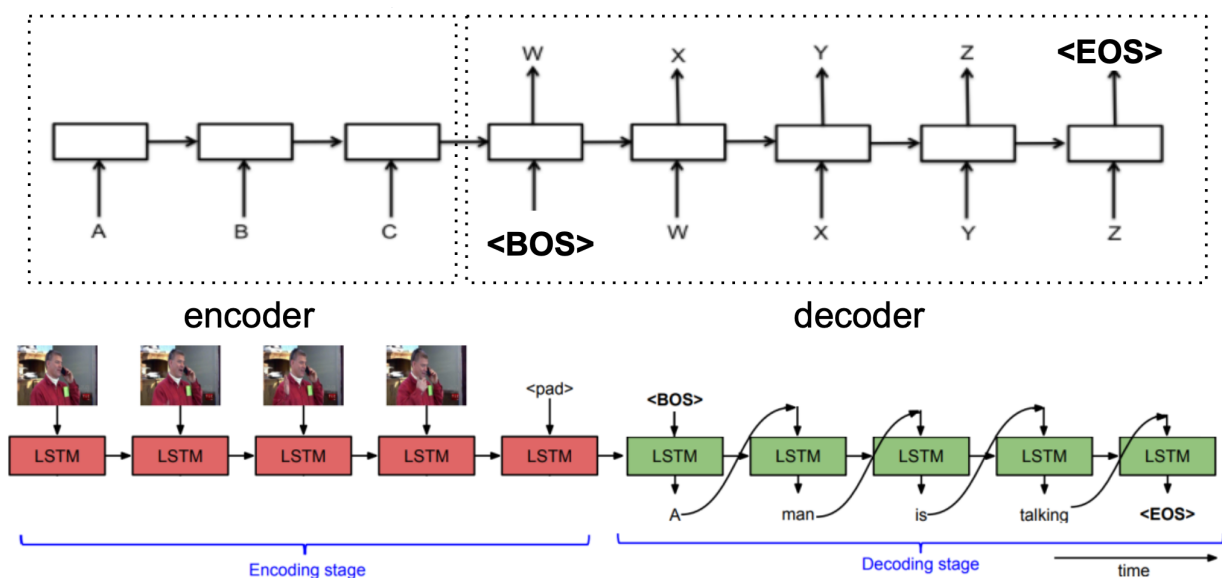 W X Y Z <EOS>
A B C <BOS> W X Y Z
encoder decoder
<pad> <BOS>
LSTM LSTM LSTM LSTM LSTM LSTM LSTM LSTM LSTM LSTM
A man is talking <EOS>
Encoding stage Decoding stage time